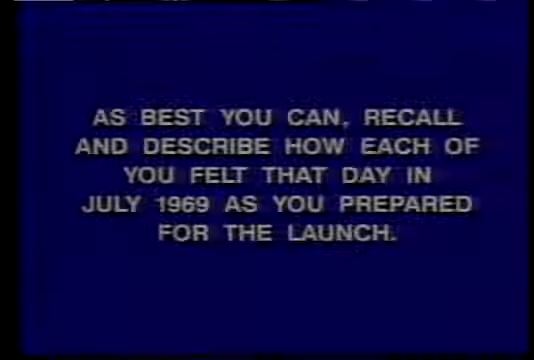 AS BEST YOU CAN, RECALL
AND DESCRIBE HOW EACH OF
YOU FELT THAT DAY IN
JULY 1969 AS YOU PREPARED
FOR THE LAUNCH.